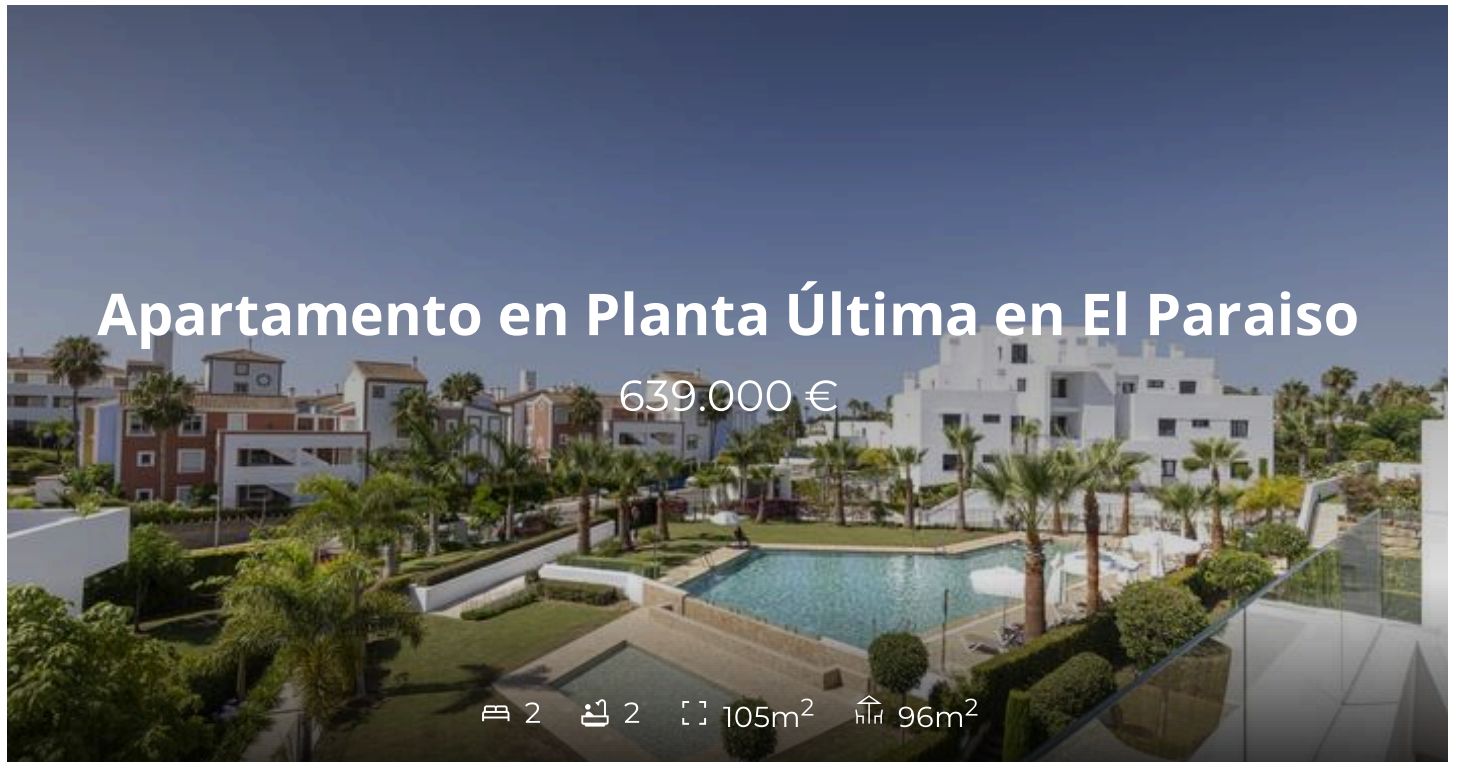 Apartamento en Planta Última en El Paraiso
639.000 €
2 2 105m² 96m²